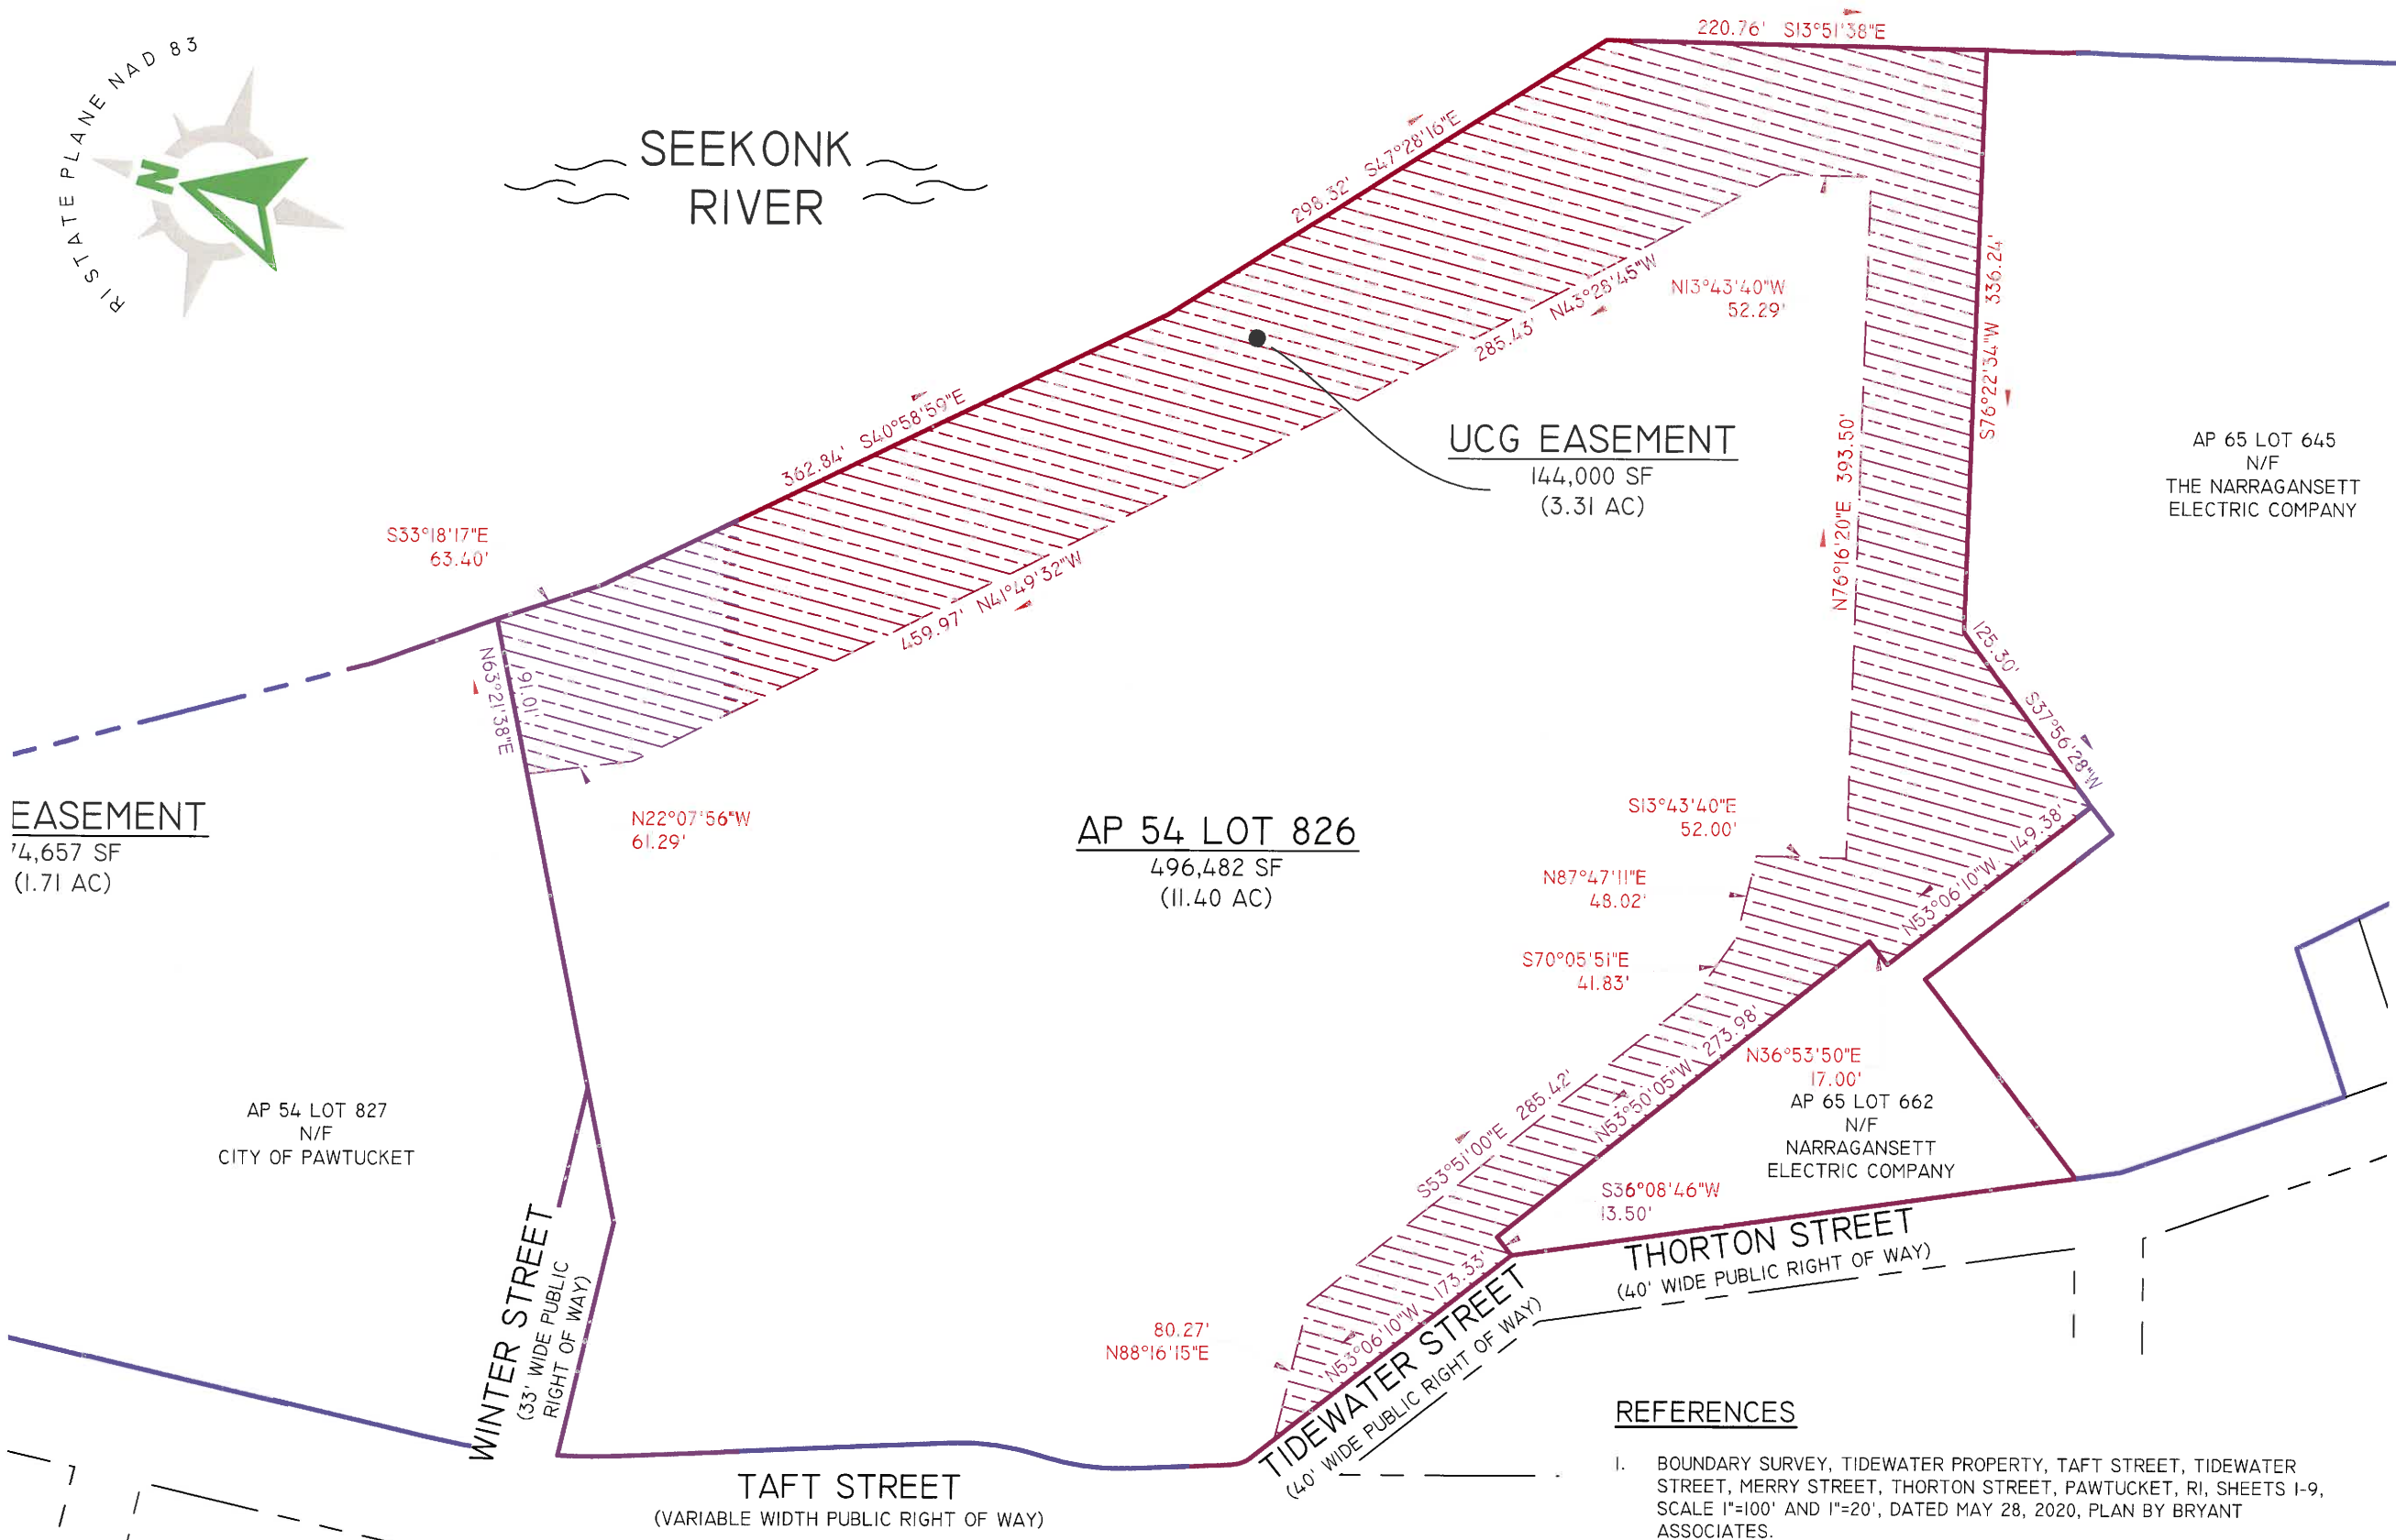 RI STATE PLANE NAD 83
N
SEEKONK
RIVER
220.76' S13°51'38"E
298.32' S47°28'16"E
362.84' S40°58'59"E
S33°18'17"E
63.40'
N63°21'38"E
91.01'
N22°07'56"W
61.29'
459.97' N41°49'32"W
285.43' N43°28'45"W
N13°43'40"W
52.29'
N76°16'20"E 393.50'
S76°22'34"W 336.24'
UCG EASEMENT
144,000 SF
(3.31 AC)
AP 65 LOT 645
N/F
THE NARRAGANSETT
ELECTRIC COMPANY
125.30' S37°56'28"W
EASEMENT
74,657 SF
(1.71 AC)
AP 54 LOT 826
496,482 SF
(11.40 AC)
S13°43'40"E
52.00'
N87°47'11"E
48.02'
S70°05'51"E
41.83'
N53°06'10"W 149.38'
N53°50'05"W 273.98'
N36°53'50"E
17.00'
AP 65 LOT 662
N/F
NARRAGANSETT
ELECTRIC COMPANY
S53°51'00"E 285.42'
S36°08'46"W
13.50'
AP 54 LOT 827
N/F
CITY OF PAWTUCKET
WINTER STREET
(33' WIDE PUBLIC
RIGHT OF WAY)
80.27'
N88°16'15"E
N53°06'10"W 173.33'
TIDEWATER STREET
(40' WIDE PUBLIC RIGHT OF WAY)
THORTON STREET
(40' WIDE PUBLIC RIGHT OF WAY)
TAFT STREET
(VARIABLE WIDTH PUBLIC RIGHT OF WAY)
REFERENCES
1. BOUNDARY SURVEY, TIDEWATER PROPERTY, TAFT STREET, TIDEWATER
STREET, MERRY STREET, THORTON STREET, PAWTUCKET, RI, SHEETS 1-9,
SCALE 1"=100' AND 1"=20', DATED MAY 28, 2020, PLAN BY BRYANT
ASSOCIATES.